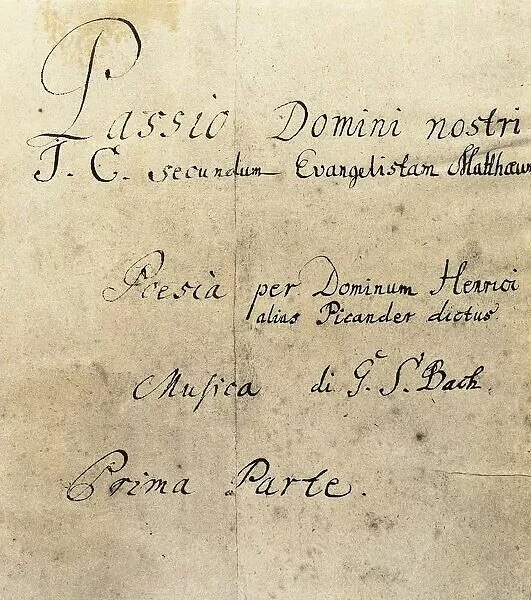 Passio Domini nostri
J. C. secundum Evangelistam Matthæum
Poesia per Dominum Henrici
alias Picander dictus
Musica di G. S. Bach.
Prima Parte.